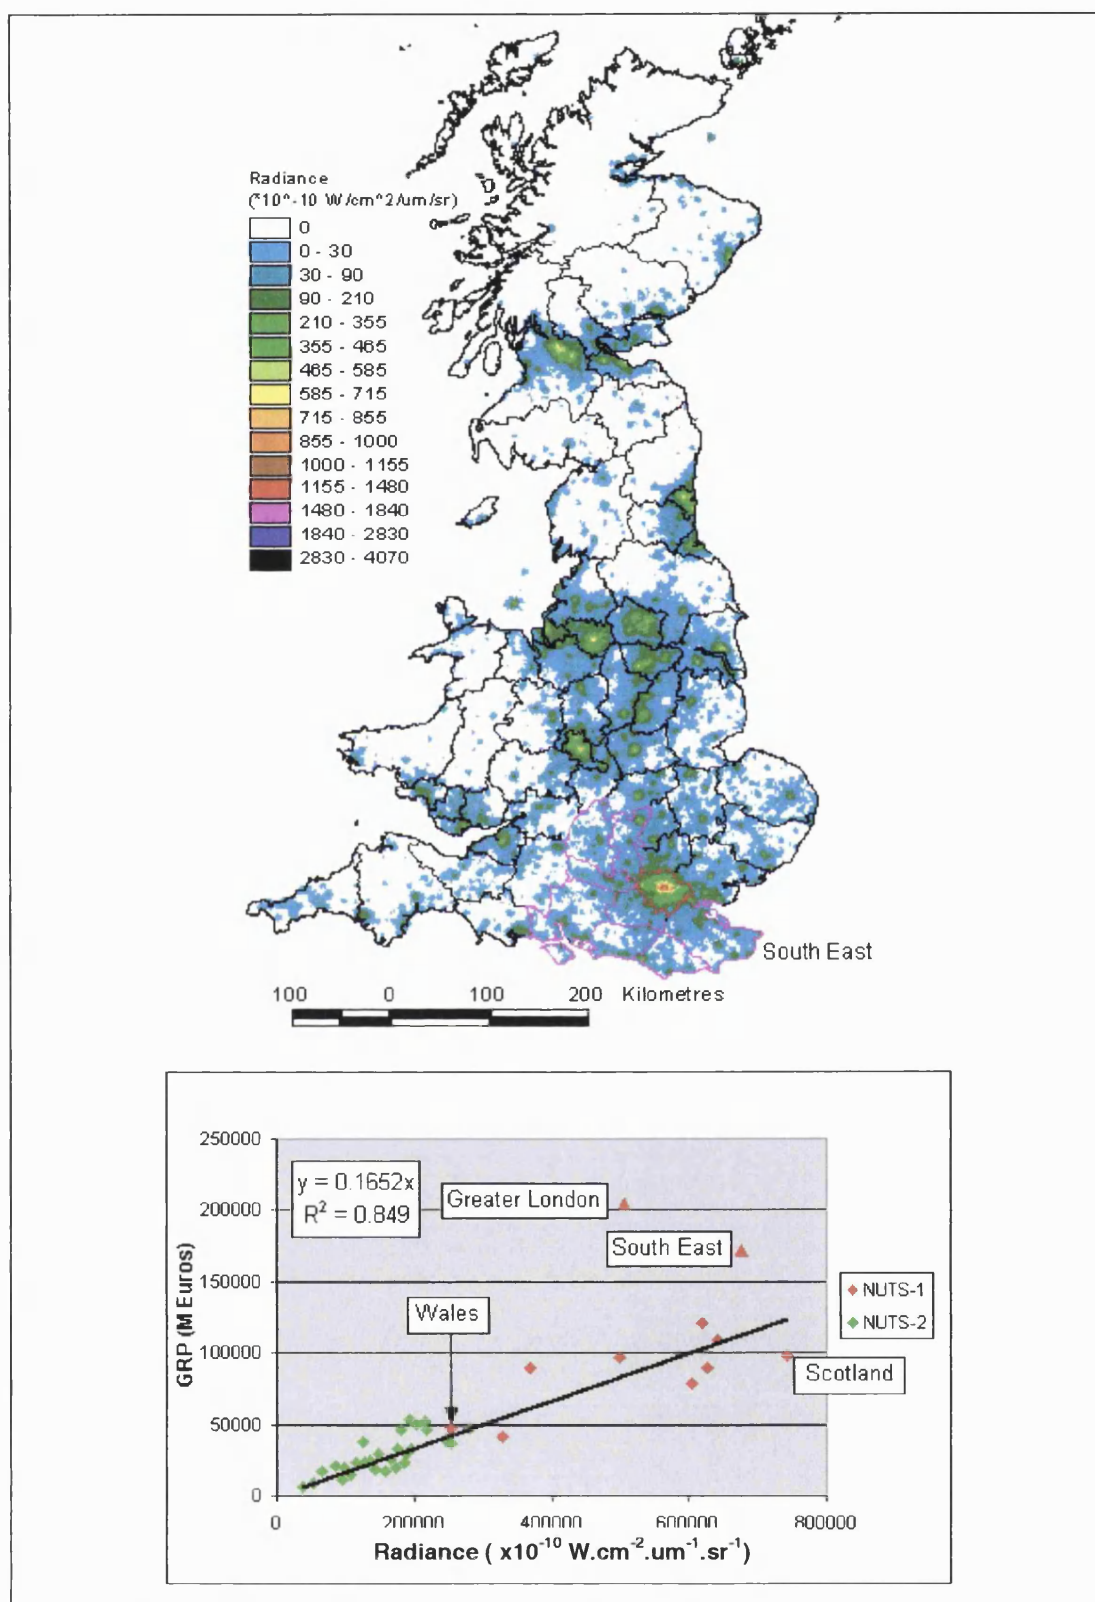 Radiance
(*10^-10 W/cm^2/um/sr)
0
0 - 30
30 - 90
90 - 210
210 - 355
355 - 465
465 - 585
585 - 715
715 - 855
855 - 1000
1000 - 1155
1155 - 1480
1480 - 1840
1840 - 2830
2830 - 4070
South East
100 0 100 200 Kilometres
250000
200000
150000
100000
50000
0
GRP (M Euros)
y = 0.1652x
R² = 0.849
Greater London
South East
Wales
Scotland
NUTS-1
NUTS-2
0 200000 400000 600000 800000
Radiance ( x10⁻¹⁰ W.cm⁻².um⁻¹.sr⁻¹)